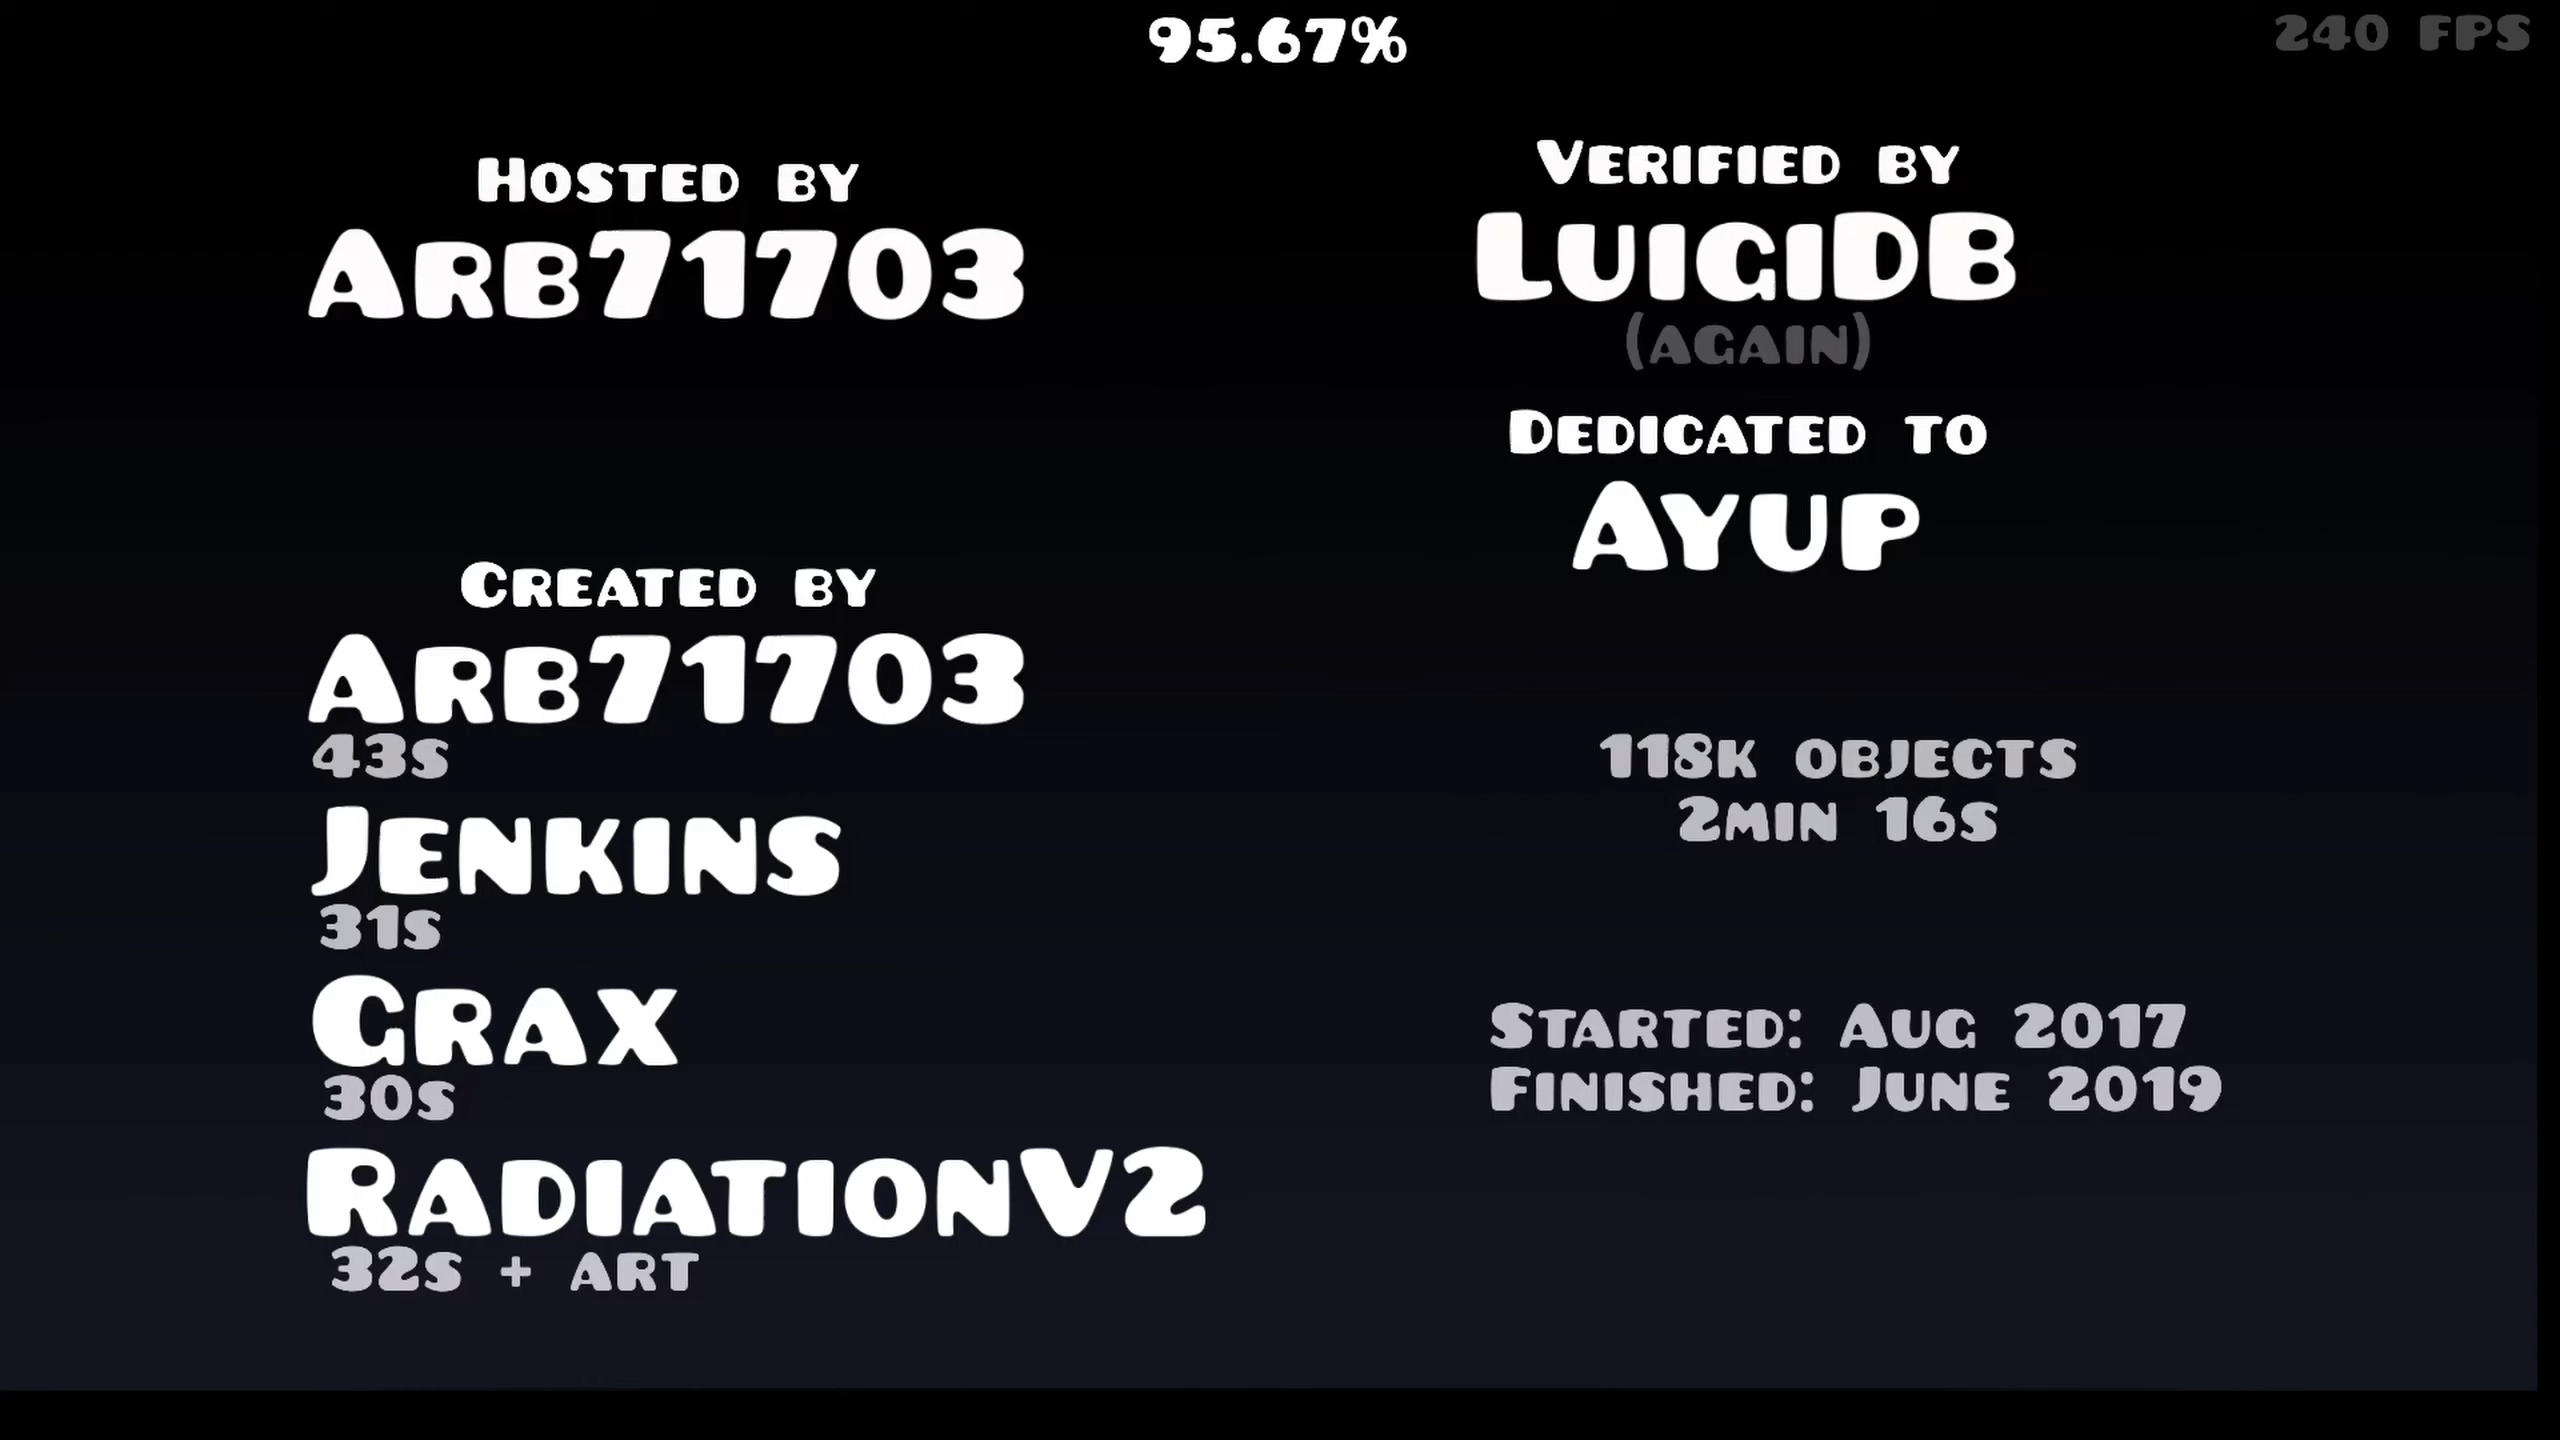 95.67%
240 FPS
Hosted by
Arb71703
Created by
Arb71703
43s
Jenkins
31s
Grax
30s
RadiationV2
32s + art
Verified by
LuigiDB
(again)
Dedicated to
Ayup
118k objects
2min 16s
Started: Aug 2017
Finished: June 2019